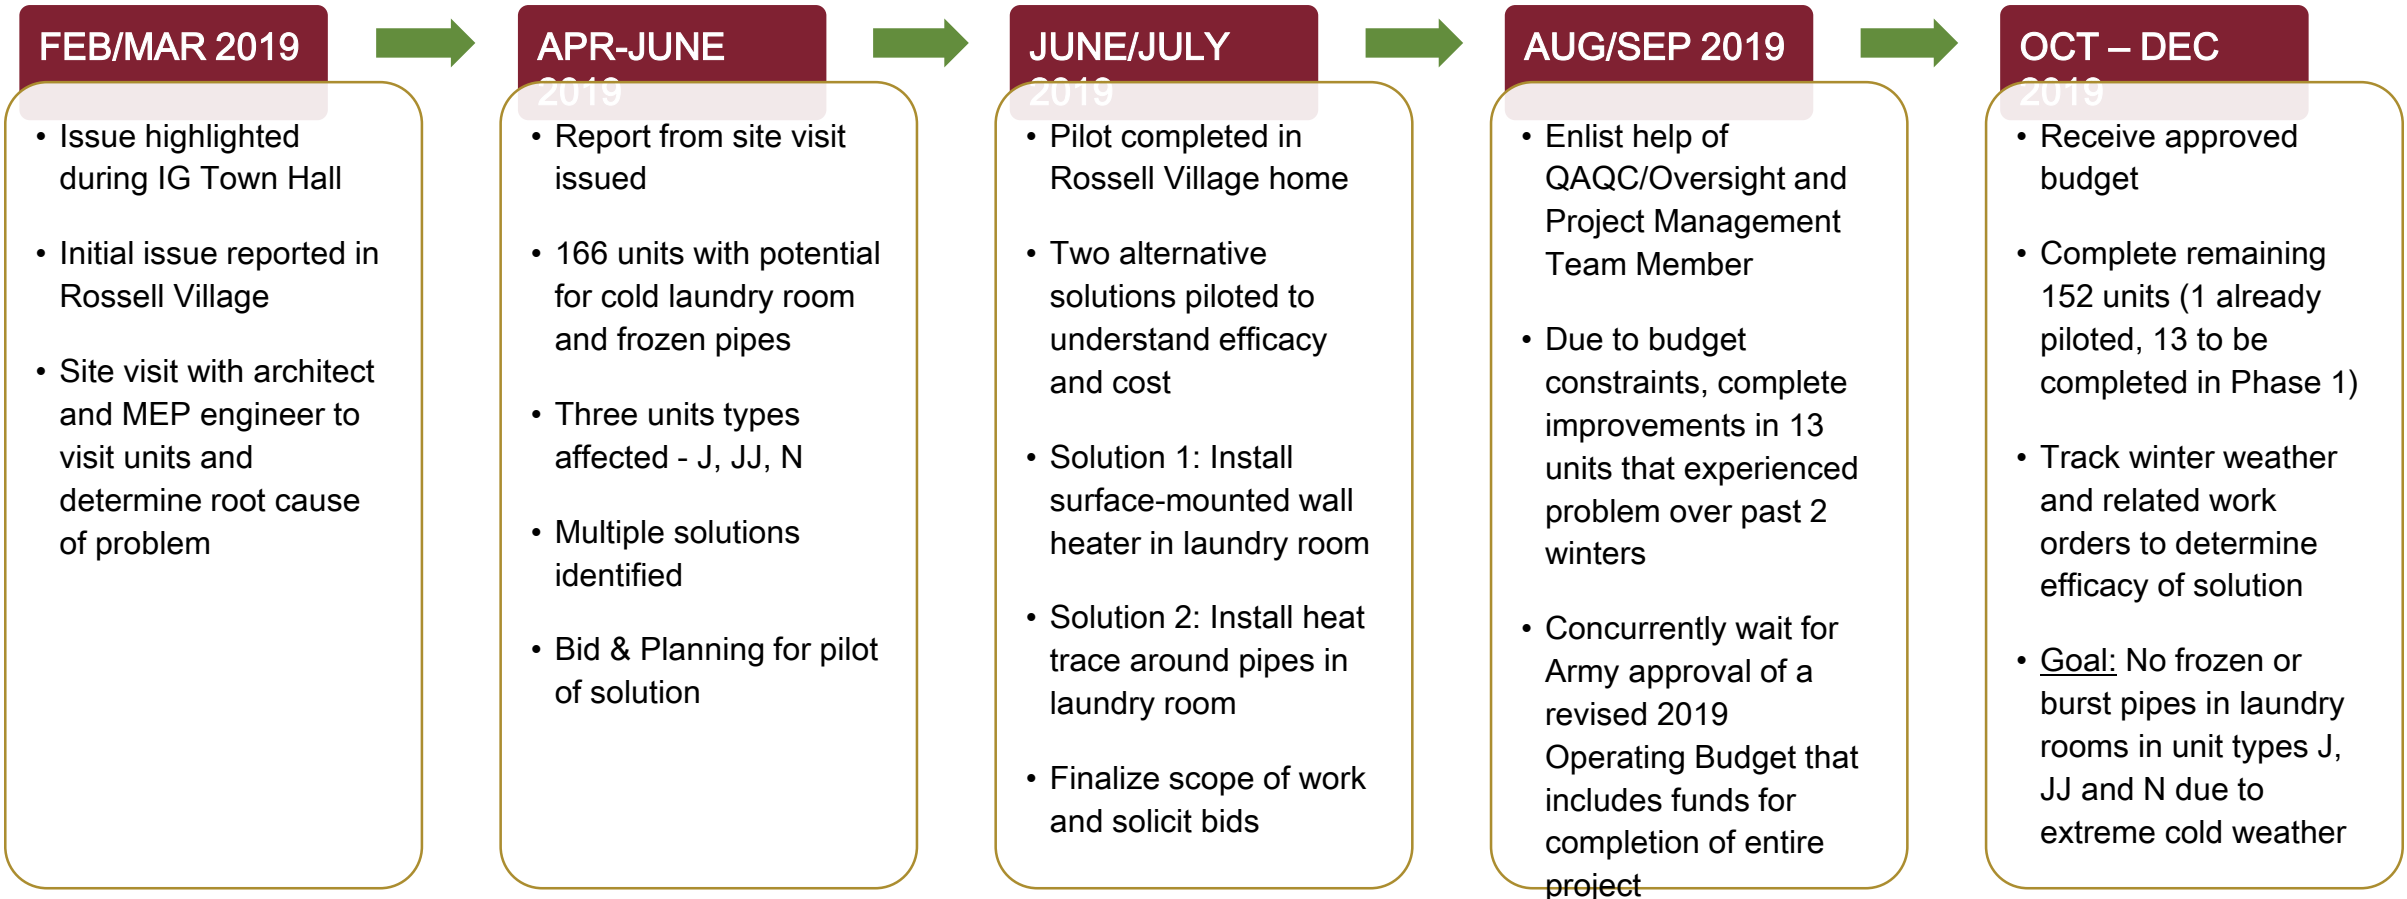 FEB/MAR 2019
• Issue highlighted
during IG Town Hall
• Initial issue reported in
Rossell Village
• Site visit with architect
and MEP engineer to
visit units and
determine root cause
of problem
APR-JUNE
2019
• Report from site visit
issued
• 166 units with potential
for cold laundry room
and frozen pipes
• Three units types
affected - J, JJ, N
• Multiple solutions
identified
• Bid & Planning for pilot
of solution
JUNE/JULY
2019
• Pilot completed in
Rossell Village home
• Two alternative
solutions piloted to
understand efficacy
and cost
• Solution 1: Install
surface-mounted wall
heater in laundry room
• Solution 2: Install heat
trace around pipes in
laundry room
• Finalize scope of work
and solicit bids
AUG/SEP 2019
• Enlist help of
QAQC/Oversight and
Project Management
Team Member
• Due to budget
constraints, complete
improvements in 13
units that experienced
problem over past 2
winters
• Concurrently wait for
Army approval of a
revised 2019
Operating Budget that
includes funds for
completion of entire
project
OCT – DEC
2019
• Receive approved
budget
• Complete remaining
152 units (1 already
piloted, 13 to be
completed in Phase 1)
• Track winter weather
and related work
orders to determine
efficacy of solution
• Goal: No frozen or
burst pipes in laundry
rooms in unit types J,
JJ and N due to
extreme cold weather